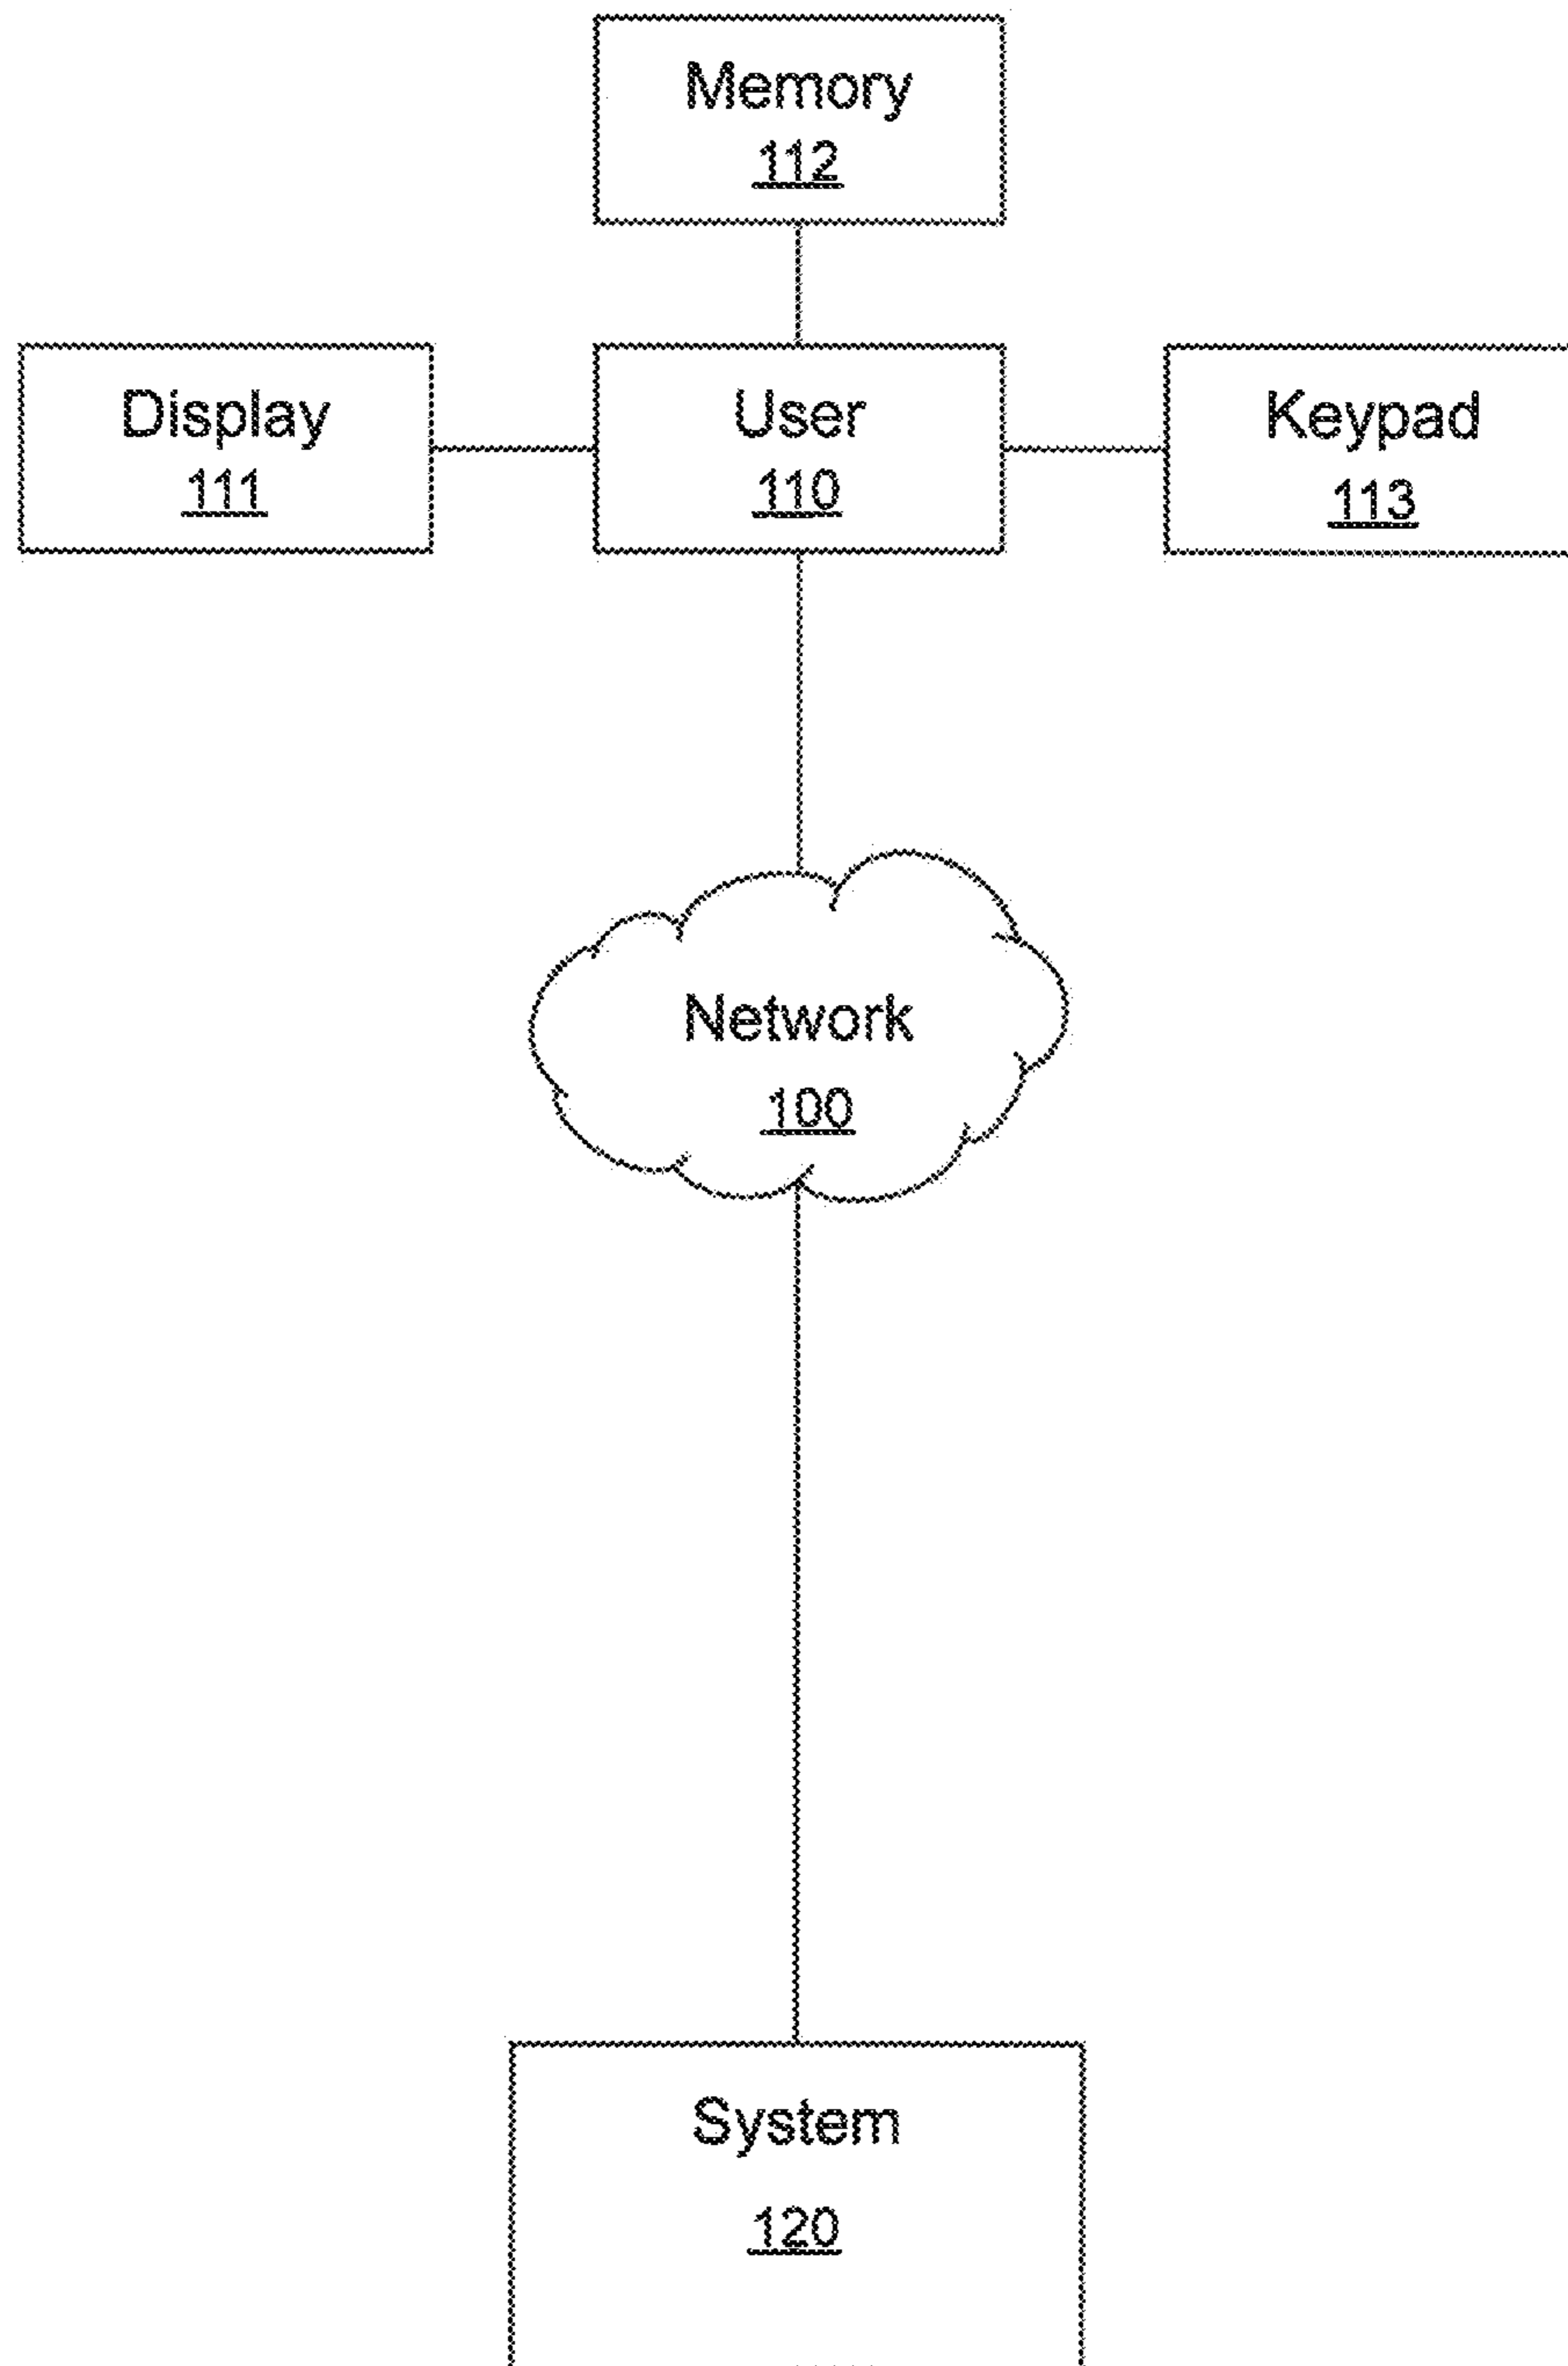 Memory
112
Display
111
User
110
Keypad
113
Network
100
System
120